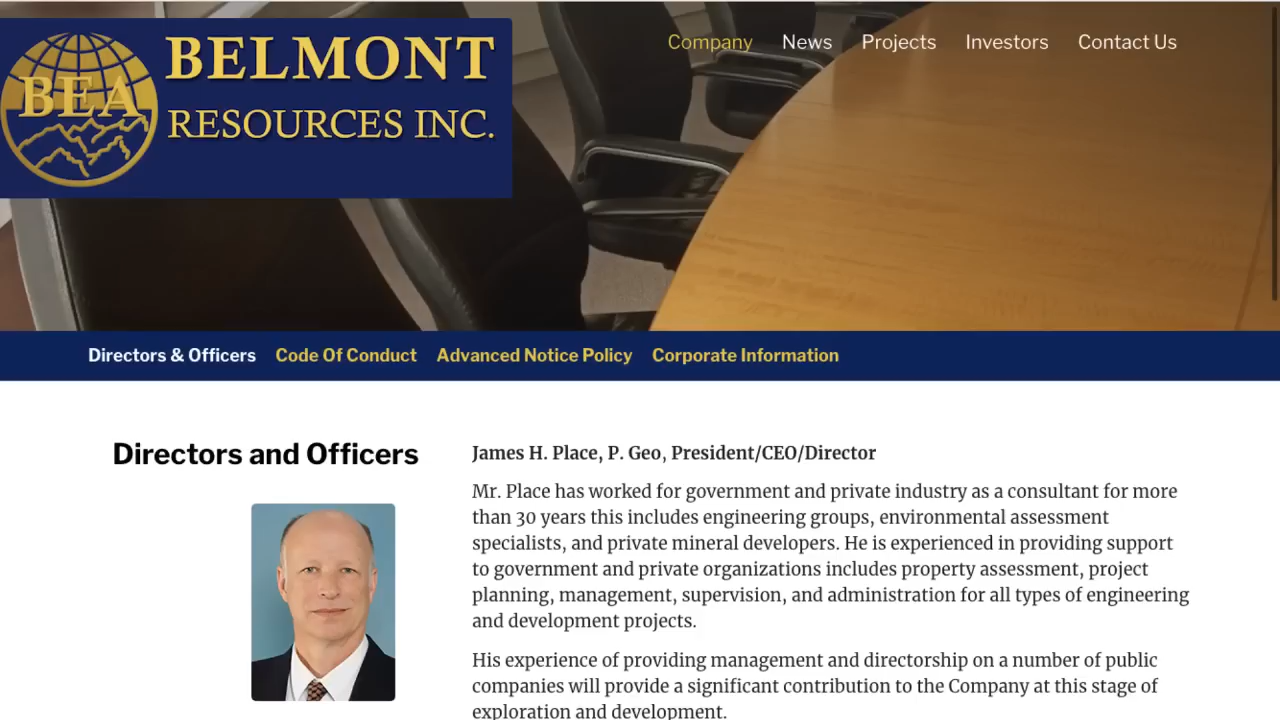 BELMONT
BEA
RESOURCES INC.
Company News Projects Investors Contact Us
Directors & Officers Code Of Conduct Advanced Notice Policy Corporate Information
Directors and Officers
James H. Place, P. Geo, President/CEO/Director
Mr. Place has worked for government and private industry as a consultant for more
than 30 years this includes engineering groups, environmental assessment
specialists, and private mineral developers. He is experienced in providing support
to government and private organizations includes property assessment, project
planning, management, supervision, and administration for all types of engineering
and development projects.
His experience of providing management and directorship on a number of public
companies will provide a significant contribution to the Company at this stage of
exploration and development.